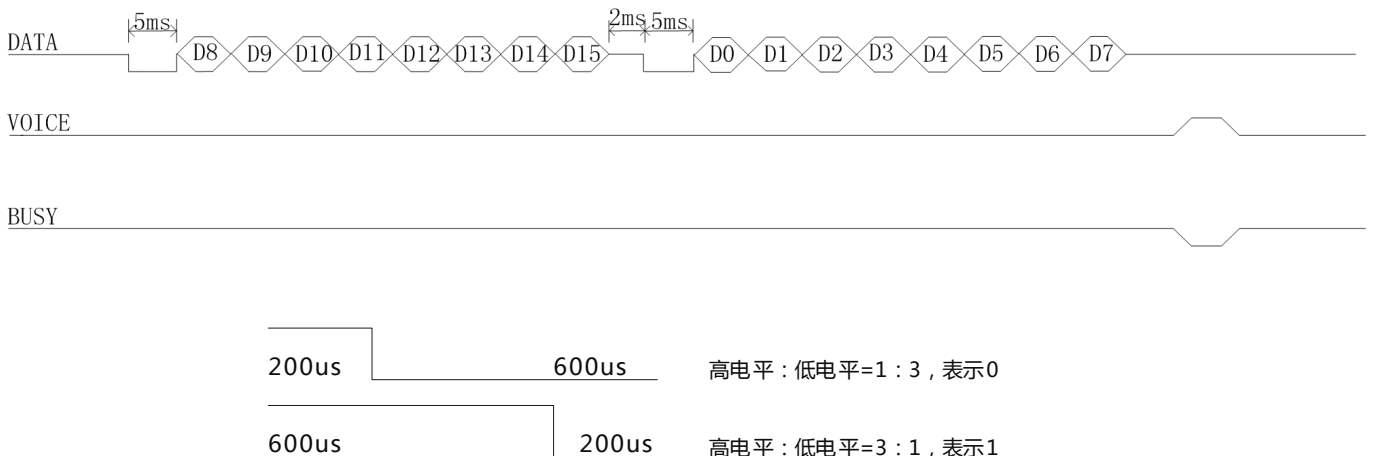 5ms 2ms 5ms
DATA D8 D9 D10 D11 D12 D13 D14 D15 D0 D1 D2 D3 D4 D5 D6 D7
VOICE
BUSY
200us 600us 高电平：低电平=1：3，表示0
600us 200us 高电平：低电平=3：1，表示1